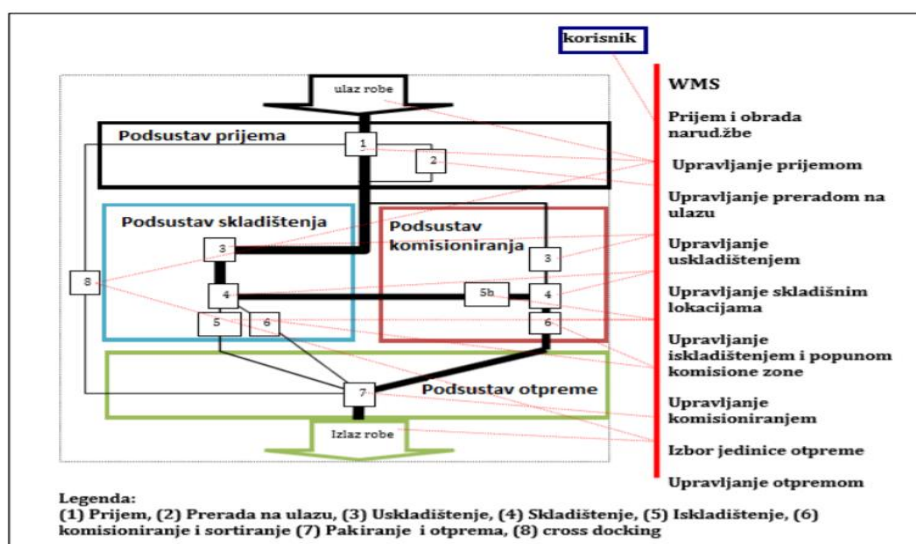 korisnik
ulaz robe
WMS
Podsustav prijema
1
2
Prijem i obrada
narudžbe
Upravljanje prijemom
Upravljanje preradom na
ulazu
Podsustav skladištenja
Podsustav
komisioniranja
3
3
8
4
5b
4
5
6
6
Upravljanje
uskladištenjem
Upravljanje skladišnim
lokacijama
Upravljanje
iskladištenjem i popunom
komisione zone
Upravljanje
komisioniranjem
Izbor jedinice otpreme
Upravljanje otpremom
7
Podsustav otpreme
Izlaz robe
Legenda:
(1) Prijem, (2) Prerada na ulazu, (3) Uskladištenje, (4) Skladištenje, (5) Iskladištenje, (6)
komisioniranje i sortiranje (7) Pakiranje i otprema, (8) cross docking